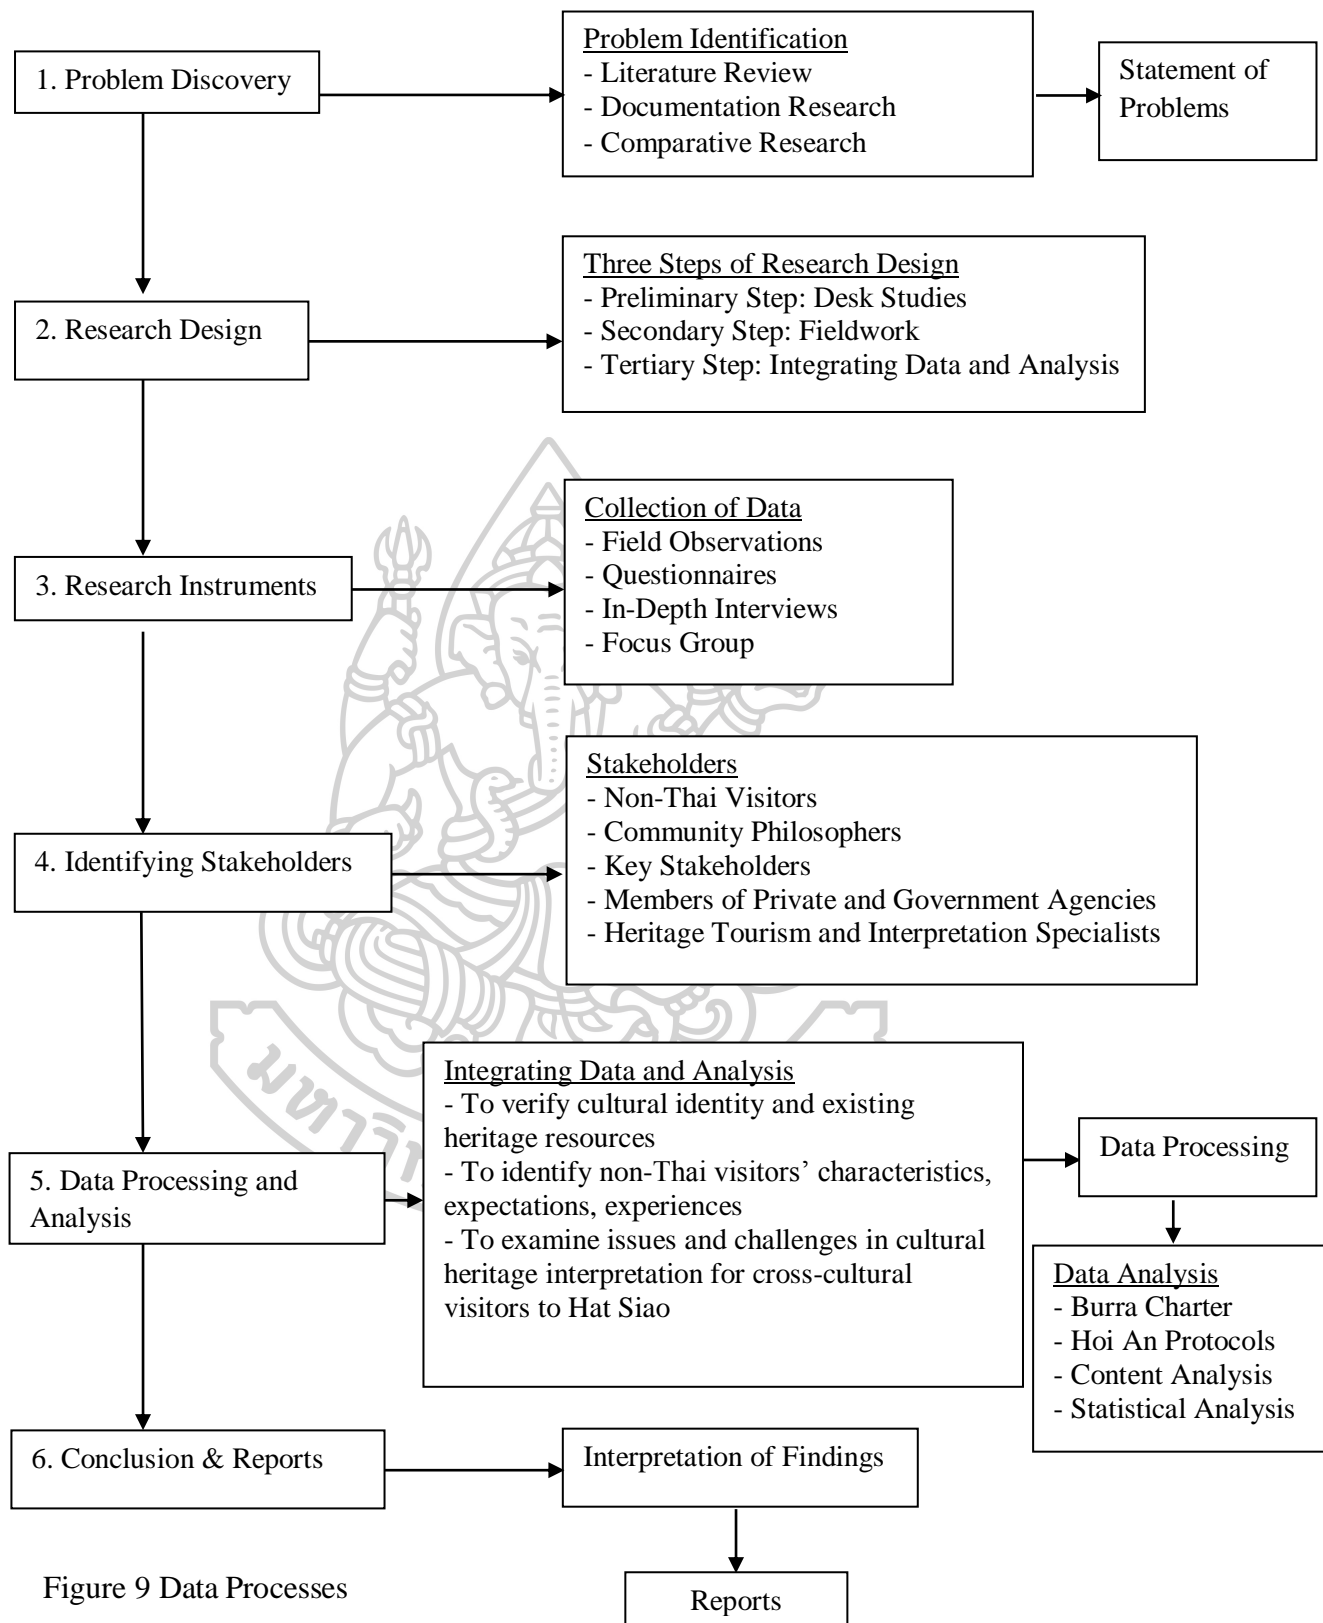 1. Problem Discovery
Problem Identification
- Literature Review
- Documentation Research
- Comparative Research
Statement of
Problems
2. Research Design
Three Steps of Research Design
- Preliminary Step: Desk Studies
- Secondary Step: Fieldwork
- Tertiary Step: Integrating Data and Analysis
3. Research Instruments
Collection of Data
- Field Observations
- Questionnaires
- In-Depth Interviews
- Focus Group
4. Identifying Stakeholders
Stakeholders
- Non-Thai Visitors
- Community Philosophers
- Key Stakeholders
- Members of Private and Government Agencies
- Heritage Tourism and Interpretation Specialists
5. Data Processing and
Analysis
Integrating Data and Analysis
- To verify cultural identity and existing
heritage resources
- To identify non-Thai visitors’ characteristics,
expectations, experiences
- To examine issues and challenges in cultural
heritage interpretation for cross-cultural
visitors to Hat Siao
Data Processing
Data Analysis
- Burra Charter
- Hoi An Protocols
- Content Analysis
- Statistical Analysis
6. Conclusion & Reports
Interpretation of Findings
Reports
Figure 9 Data Processes